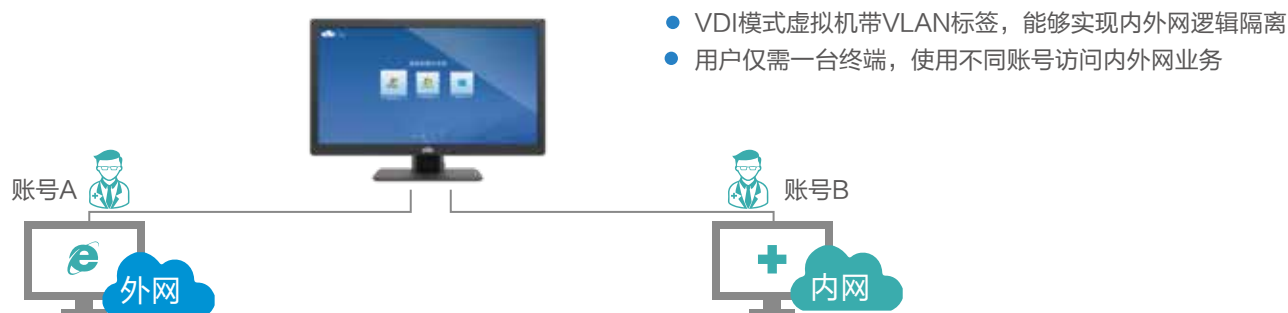 VDI模式虚拟机带VLAN标签，能够实现内外网逻辑隔离
用户仅需一台终端，使用不同账号访问内外网业务
账号A
账号B
外网
内网